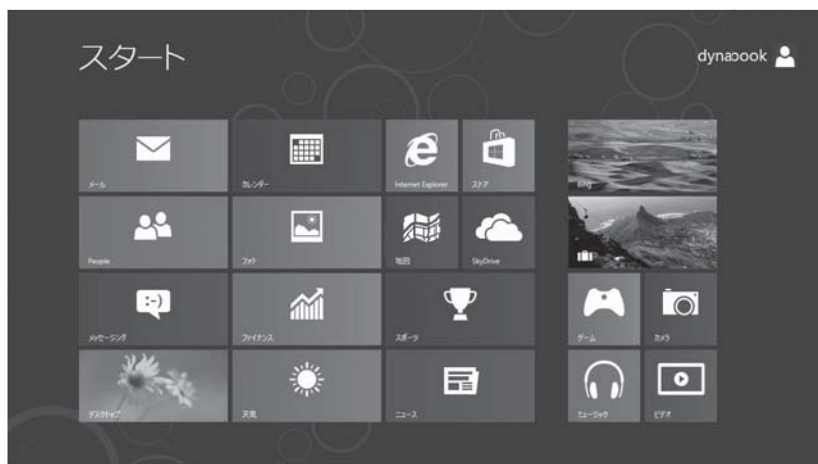 スタート
dynabook
メール
カレンダー
Internet Explorer
ストア
Bing
People
フォト
地図
SkyDrive
メッセージング
ファイナンス
スポーツ
ゲーム
カメラ
デスクトップ
天気
ニュース
ミュージック
ビデオ